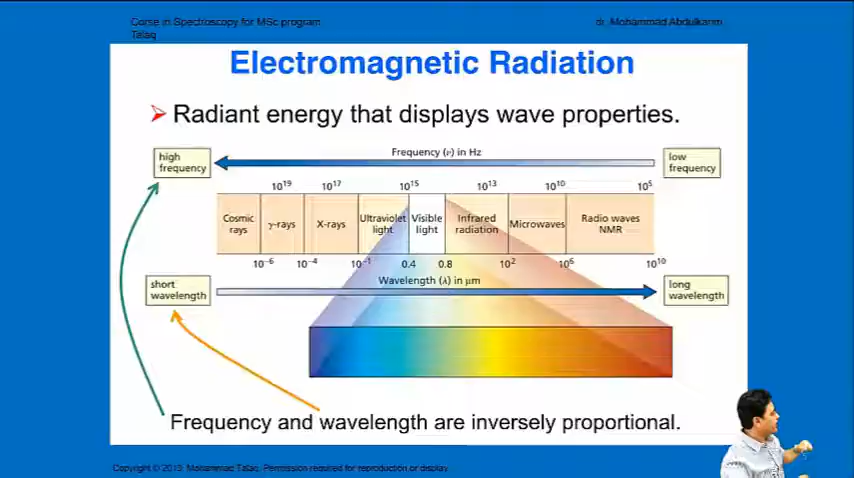 Corse in Spectroscopy for MSc program
dr. Mohammad Abdulkarim
Talaq
Electromagnetic Radiation
➢ Radiant energy that displays wave properties.
Frequency (ν) in Hz
high
frequency
low
frequency
10¹⁹ 10¹⁷ 10¹⁵ 10¹³ 10¹⁰ 10⁵
Cosmic
rays
γ-rays
X-rays
Ultraviolet
light
Visible
light
Infrared
radiation
Microwaves
Radio waves
NMR
10⁻⁶ 10⁻⁴ 10⁻¹ 0.4 0.8 10² 10⁶ 10¹⁰
Wavelength (λ) in μm
short
wavelength
long
wavelength
Frequency and wavelength are inversely proportional.
Copyright © 2013 Mohammad Talaq. Permission required for reproduction or display.